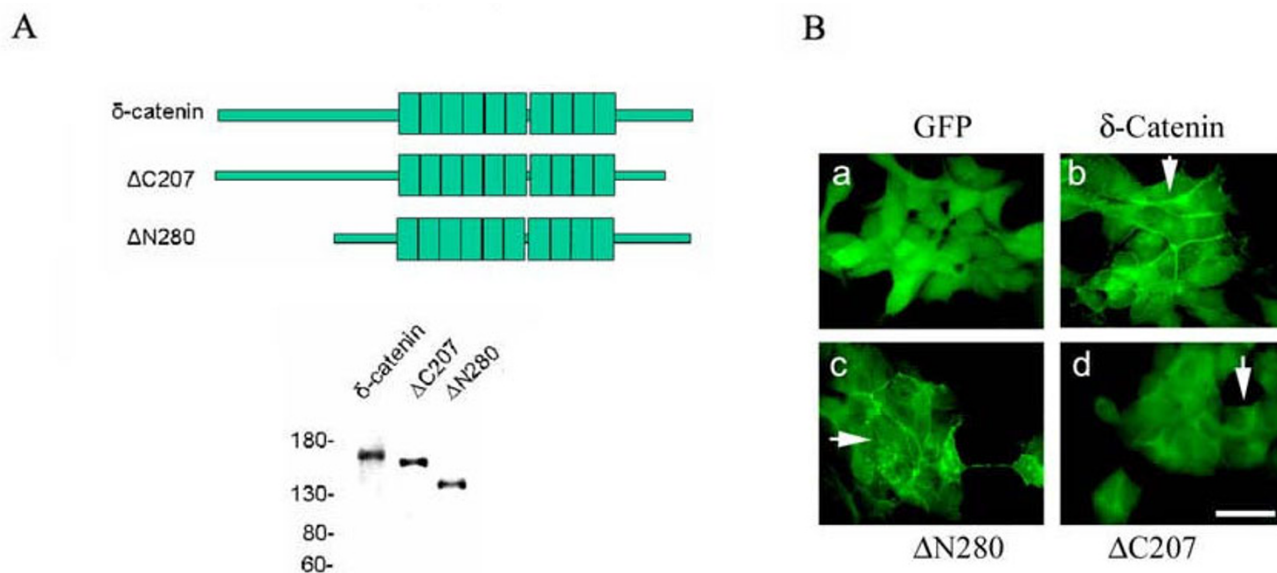 A
δ-catenin
ΔC207
ΔN280
δ-catenin
ΔC207
ΔN280
180-
130-
80-
60-
B
GFP
δ-Catenin
a
b
c
d
ΔN280
ΔC207